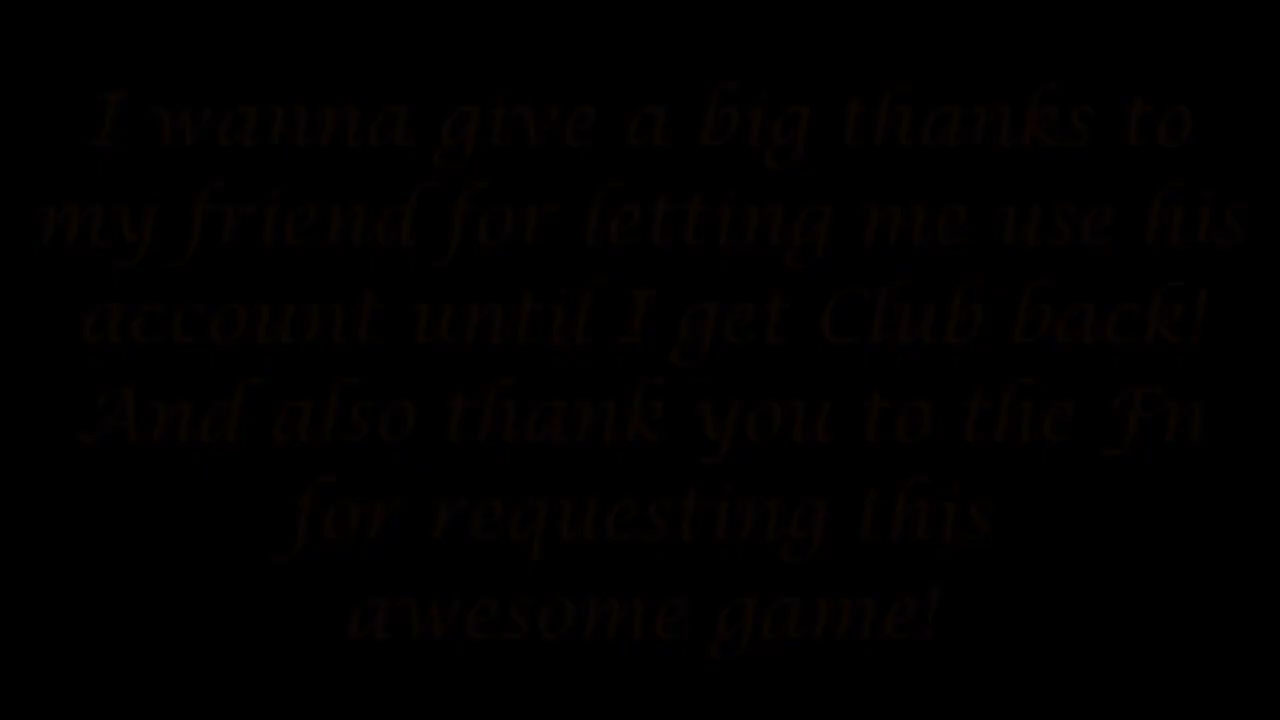 I wanna give a big thanks to
my friend for letting me use his
account until I get Club back!
And also thank you to the Fn
for requesting this
awesome game!